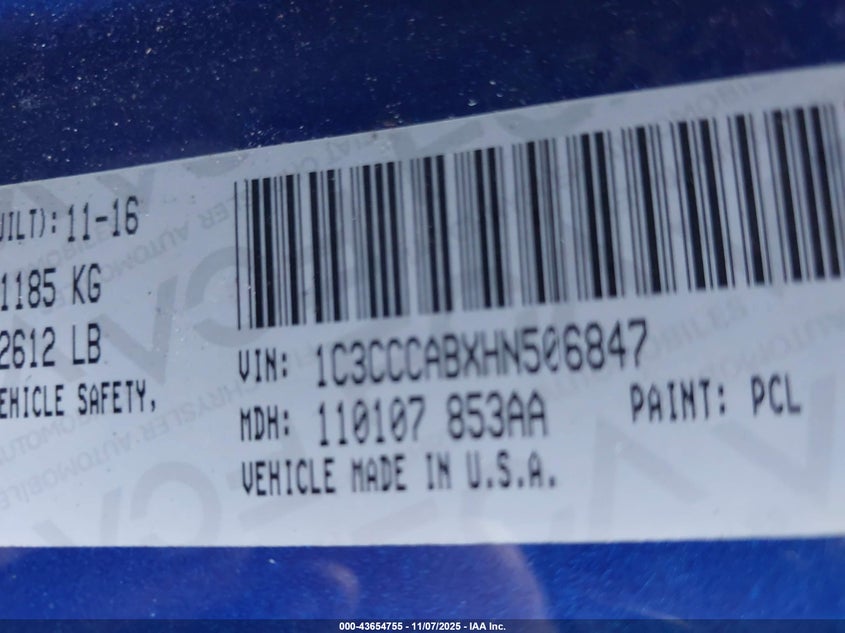 UILT): 11-16
1185 KG
2612 LB
EHICLE SAFETY,
VIN: 1C3CCCABXHN506847
MDH: 110107 853AA
PAINT: PCL
VEHICLE MADE IN U.S.A.
000-43654755 - 11/07/2025 - IAA Inc.